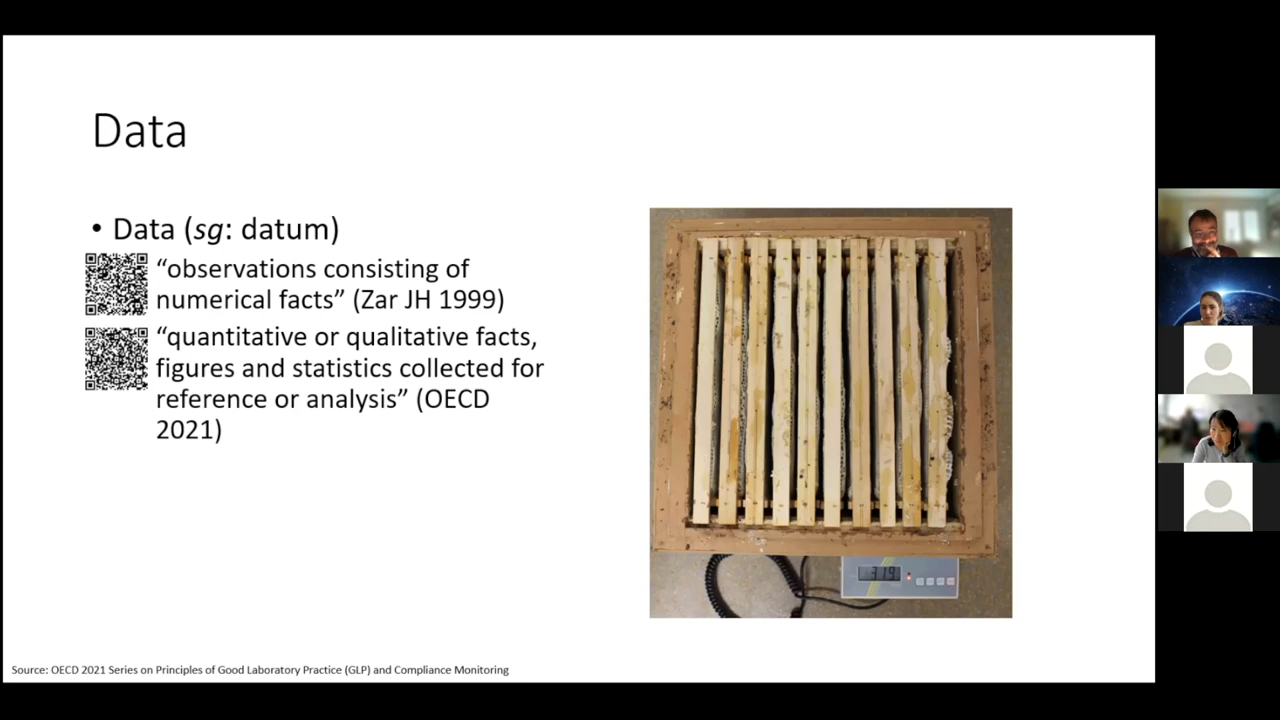 Data
• Data (sg: datum)
“observations consisting of
numerical facts” (Zar JH 1999)
“quantitative or qualitative facts,
figures and statistics collected for
reference or analysis” (OECD
2021)
Source: OECD 2021 Series on Principles of Good Laboratory Practice (GLP) and Compliance Monitoring